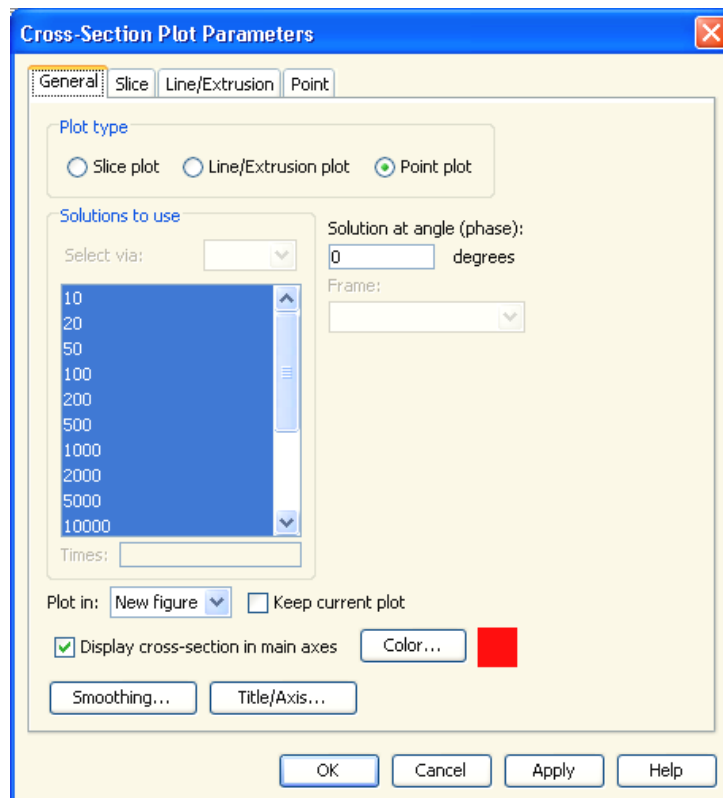 Cross-Section Plot Parameters
General Slice Line/Extrusion Point
Plot type
Slice plot Line/Extrusion plot Point plot
Solutions to use
Select via:
10
20
50
100
200
500
1000
2000
5000
10000
Times:
Solution at angle (phase):
0 degrees
Frame:
Plot in: New figure Keep current plot
Display cross-section in main axes Color...
Smoothing... Title/Axis...
OK Cancel Apply Help